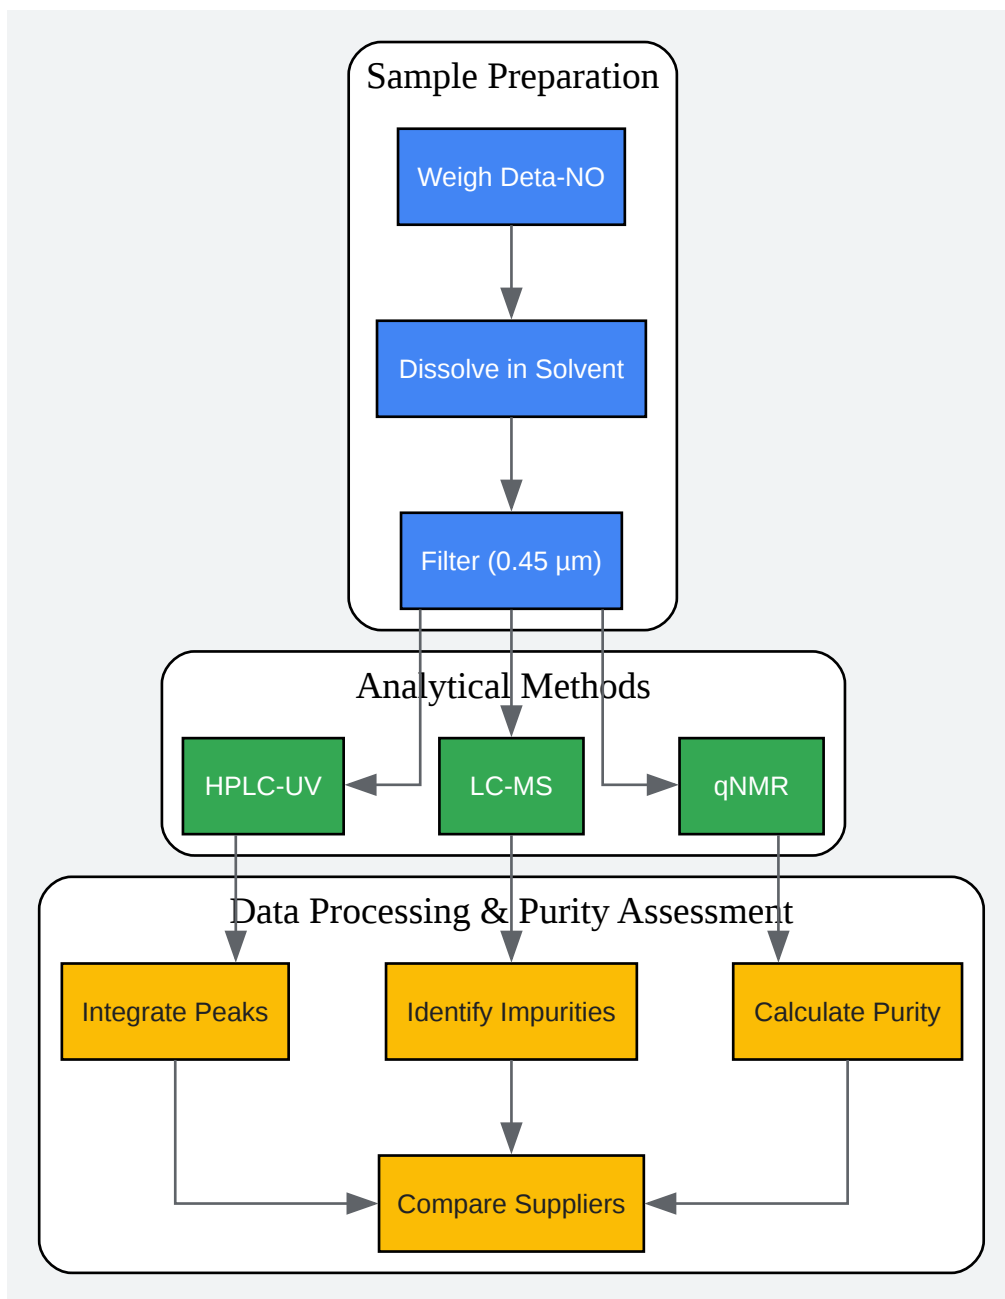 Sample Preparation
Weigh Deta-NO
Dissolve in Solvent
Filter (0.45 µm)
Analytical Methods
HPLC-UV
LC-MS
qNMR
Data Processing & Purity Assessment
Integrate Peaks
Identify Impurities
Calculate Purity
Compare Suppliers